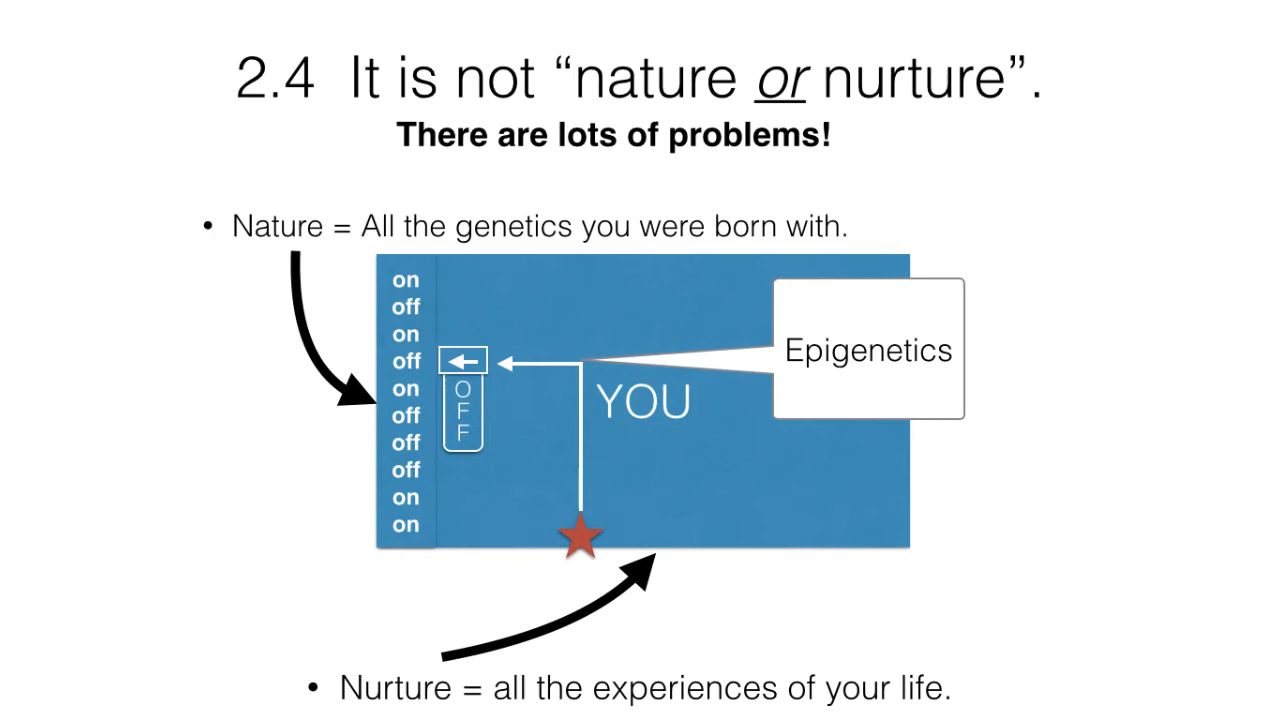 2.4 It is not “nature or nurture”.
There are lots of problems!
• Nature = All the genetics you were born with.
on
off
on
off
on
off
off
off
on
on
O
F
F
YOU
Epigenetics
• Nurture = all the experiences of your life.